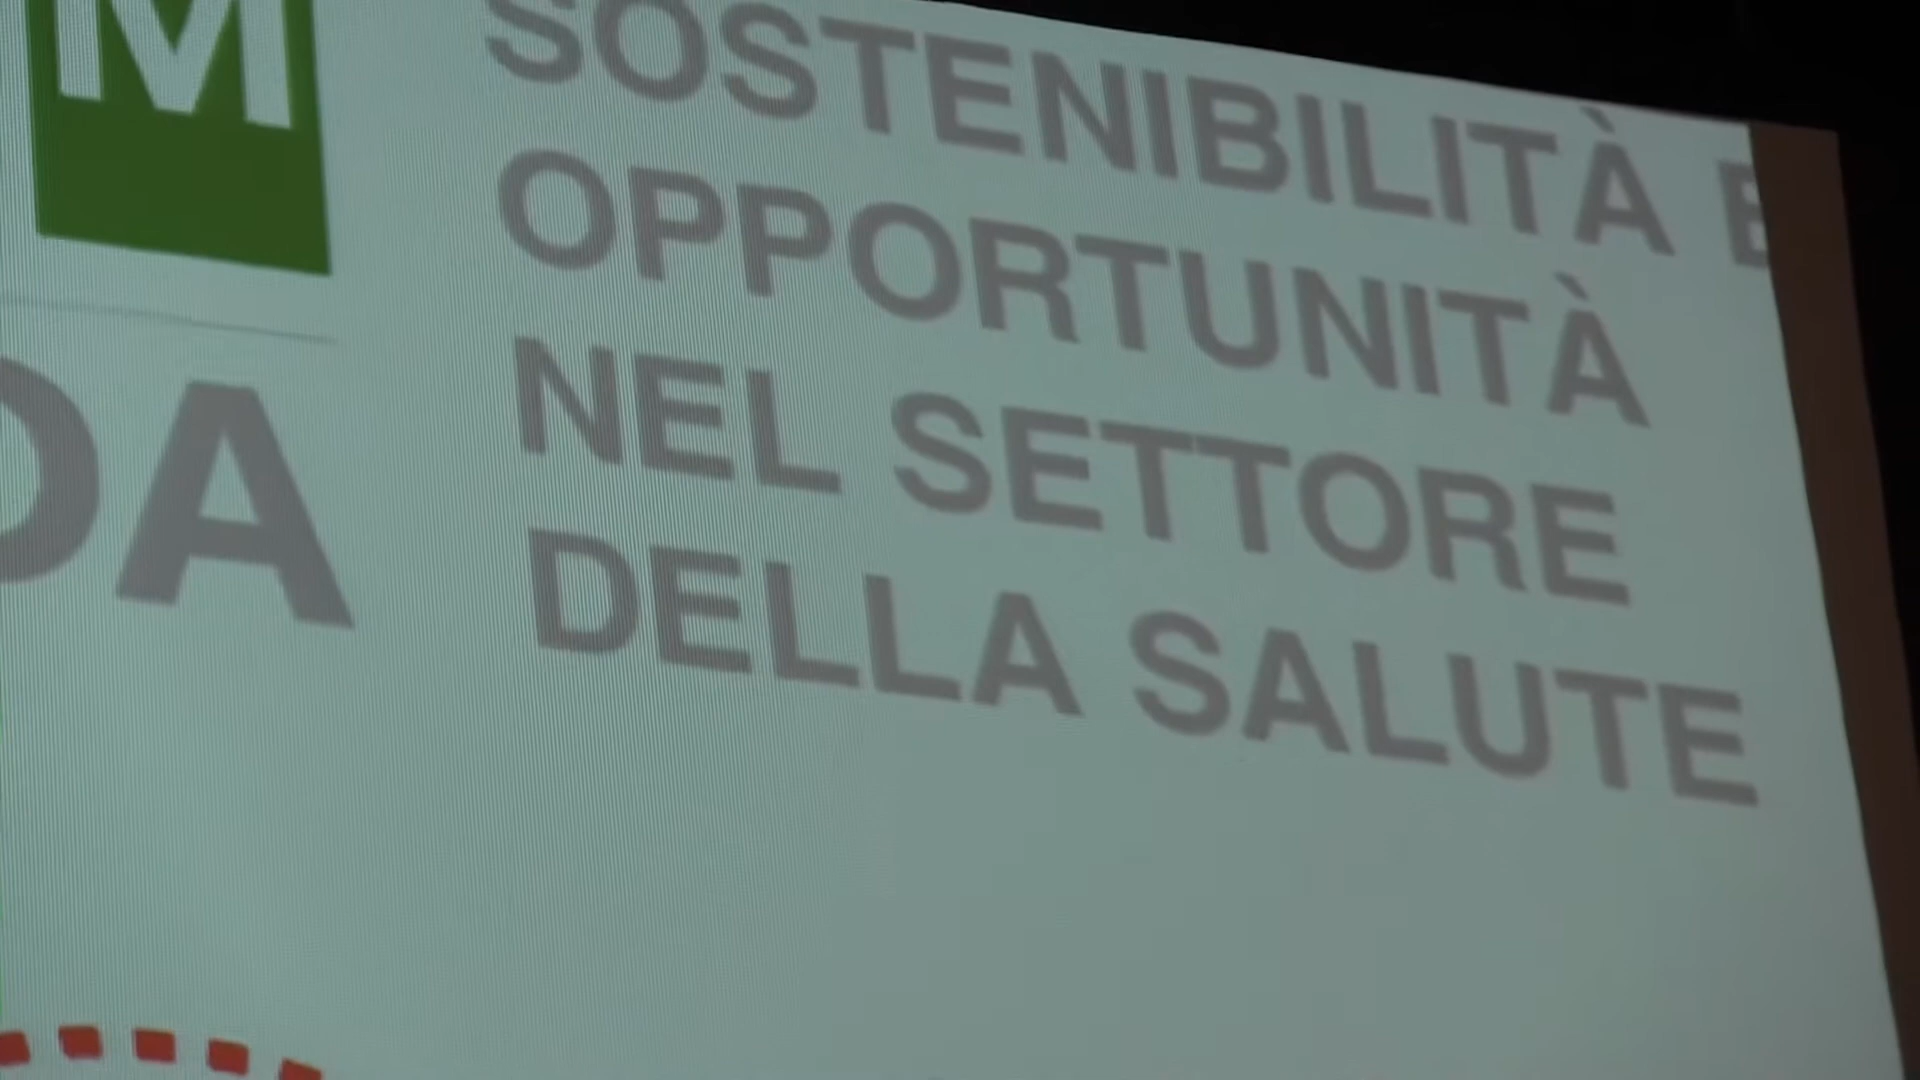 M
SOSTENIBILITÀ E
OPPORTUNITÀ
NEL SETTORE
DELLA SALUTE
DA